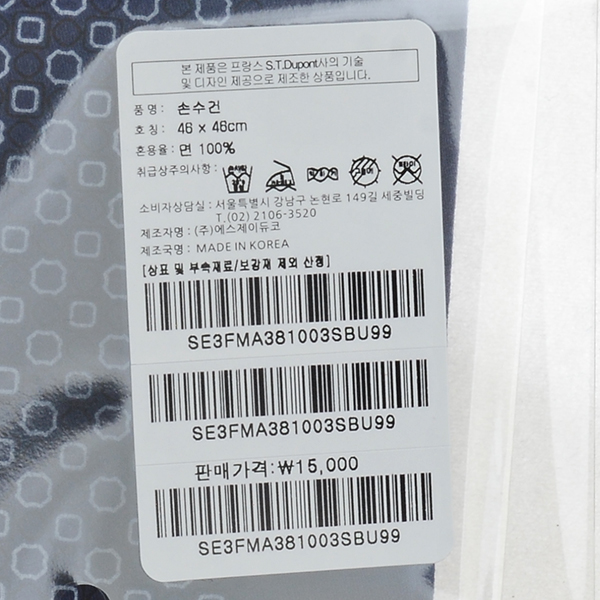 본 제품은 프랑스 S.T.Dupont사의 기술
및 디자인 제공으로 제조한 상품입니다.
품 명 : 손수건
호 칭 : 46 × 46cm
혼용율 : 면 100%
취급상주의사항 :
소비자상담실 : 서울특별시 강남구 논현로 149길 세중빌딩
T.(02) 2106-3520
제조자명 : (주)에스제이듀코
제조국명 : MADE IN KOREA
[상표 및 부속재료/보강재 제외 산정]
SE3FMA381003SBU99
SE3FMA381003SBU99
판매가격:₩15,000
SE3FMA381003SBU99